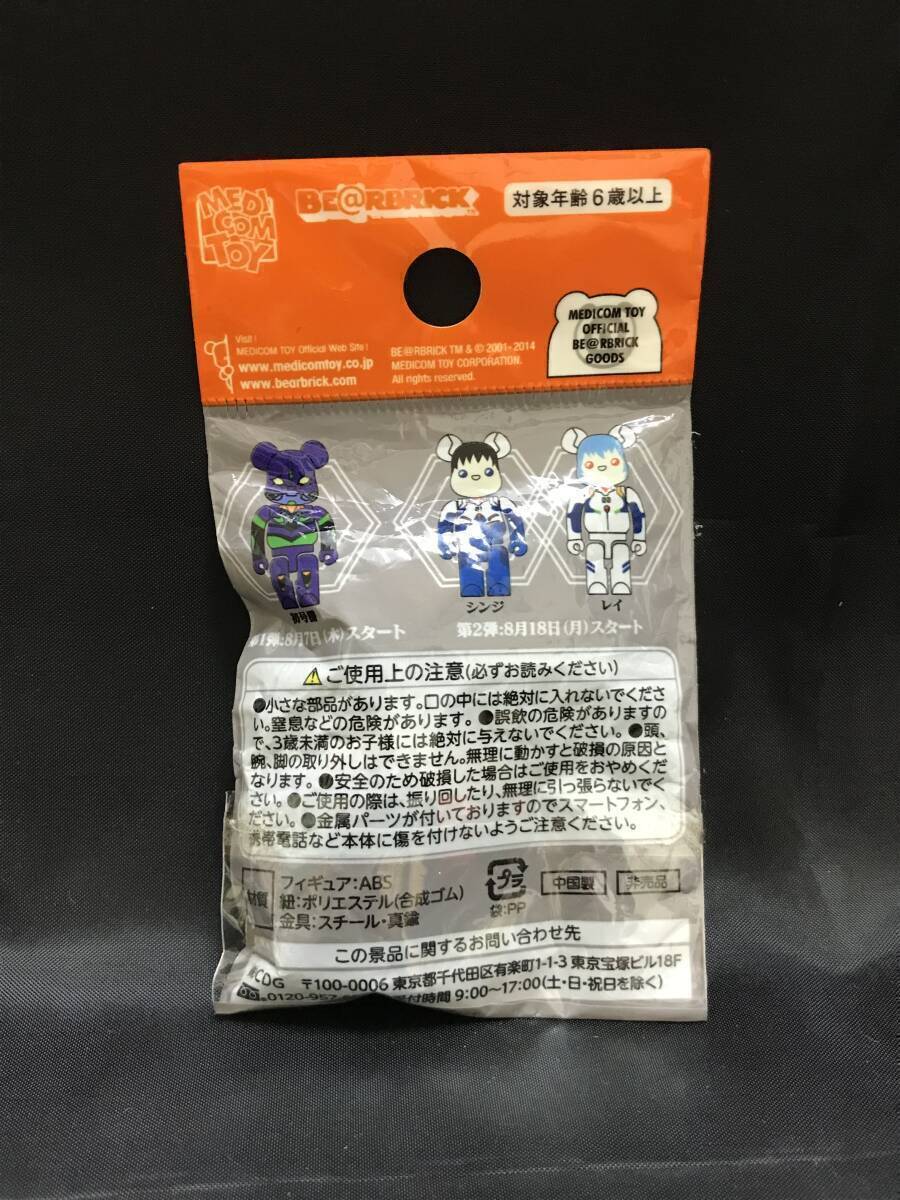 MEDI COM TOY
BE@RBRICK™
対象年齢6歳以上
Visit!
MEDICOM TOY Official Web Site!
www.medicomtoy.co.jp
www.bearbrick.com
BE@RBRICK TM & © 2001-2014
MEDICOM TOY CORPORATION.
All rights reserved.
MEDICOM TOY
OFFICIAL
BE@RBRICK
GOODS
初号機
シンジ
レイ
第1弾:8月7日(木)スタート
第2弾:8月18日(月)スタート
⚠ご使用上の注意(必ずお読みください)
●小さな部品があります。口の中には絶対に入れないでくださ
い。窒息などの危険があります。●誤飲の危険がありますの
で、3歳未満のお子様には絶対に与えないでください。●頭、
腕、脚の取り外しはできません。無理に動かすと破損の原因と
なります。●安全のため破損した場合はご使用をおやめくだ
さい。●ご使用の際は、振り回したり、無理に引っ張らないでく
ださい。●金属パーツが付いておりますのでスマートフォン、
携帯電話など本体に傷を付けないようご注意ください。
材質
フィギュア:ABS
紐:ポリエステル(合成ゴム)
金具:スチール・真鍮
プラ
袋:PP
中国製
非売品
この景品に関するお問い合わせ先
CDG 〒100-0006 東京都千代田区有楽町1-1-3 東京宝塚ビル18F
0120-957 受付時間 9:00〜17:00(土・日・祝日を除く)